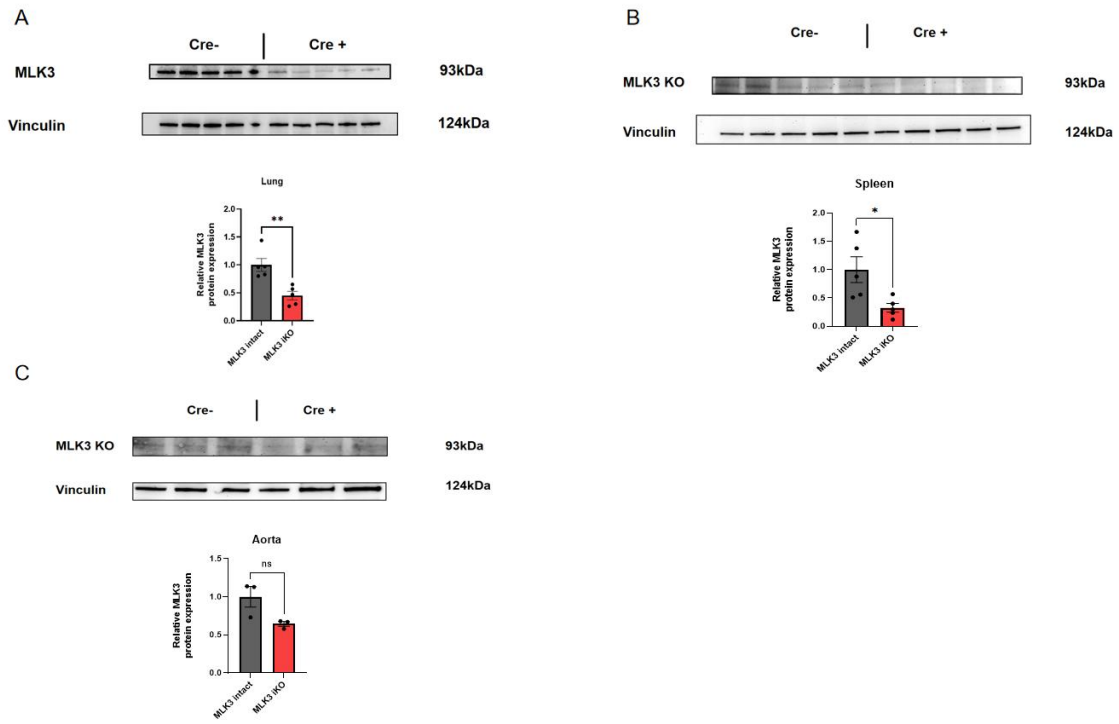 A
Cre- | Cre +
MLK3 93kDa
Vinculin 124kDa
Lung
Relative MLK3
protein expression
2.0
1.5
1.0
0.5
0.0
**
MLK3 intact
MLK3 iKO
B
Cre- | Cre +
MLK3 KO 93kDa
Vinculin 124kDa
Spleen
Relative MLK3
protein expression
2.0
1.5
1.0
0.5
0.0
*
MLK3 intact
MLK3 iKO
C
Cre- | Cre +
MLK3 KO 93kDa
Vinculin 124kDa
Aorta
Relative MLK3
protein expression
1.5
1.0
0.5
0.0
ns
MLK3 intact
MLK3 iKO